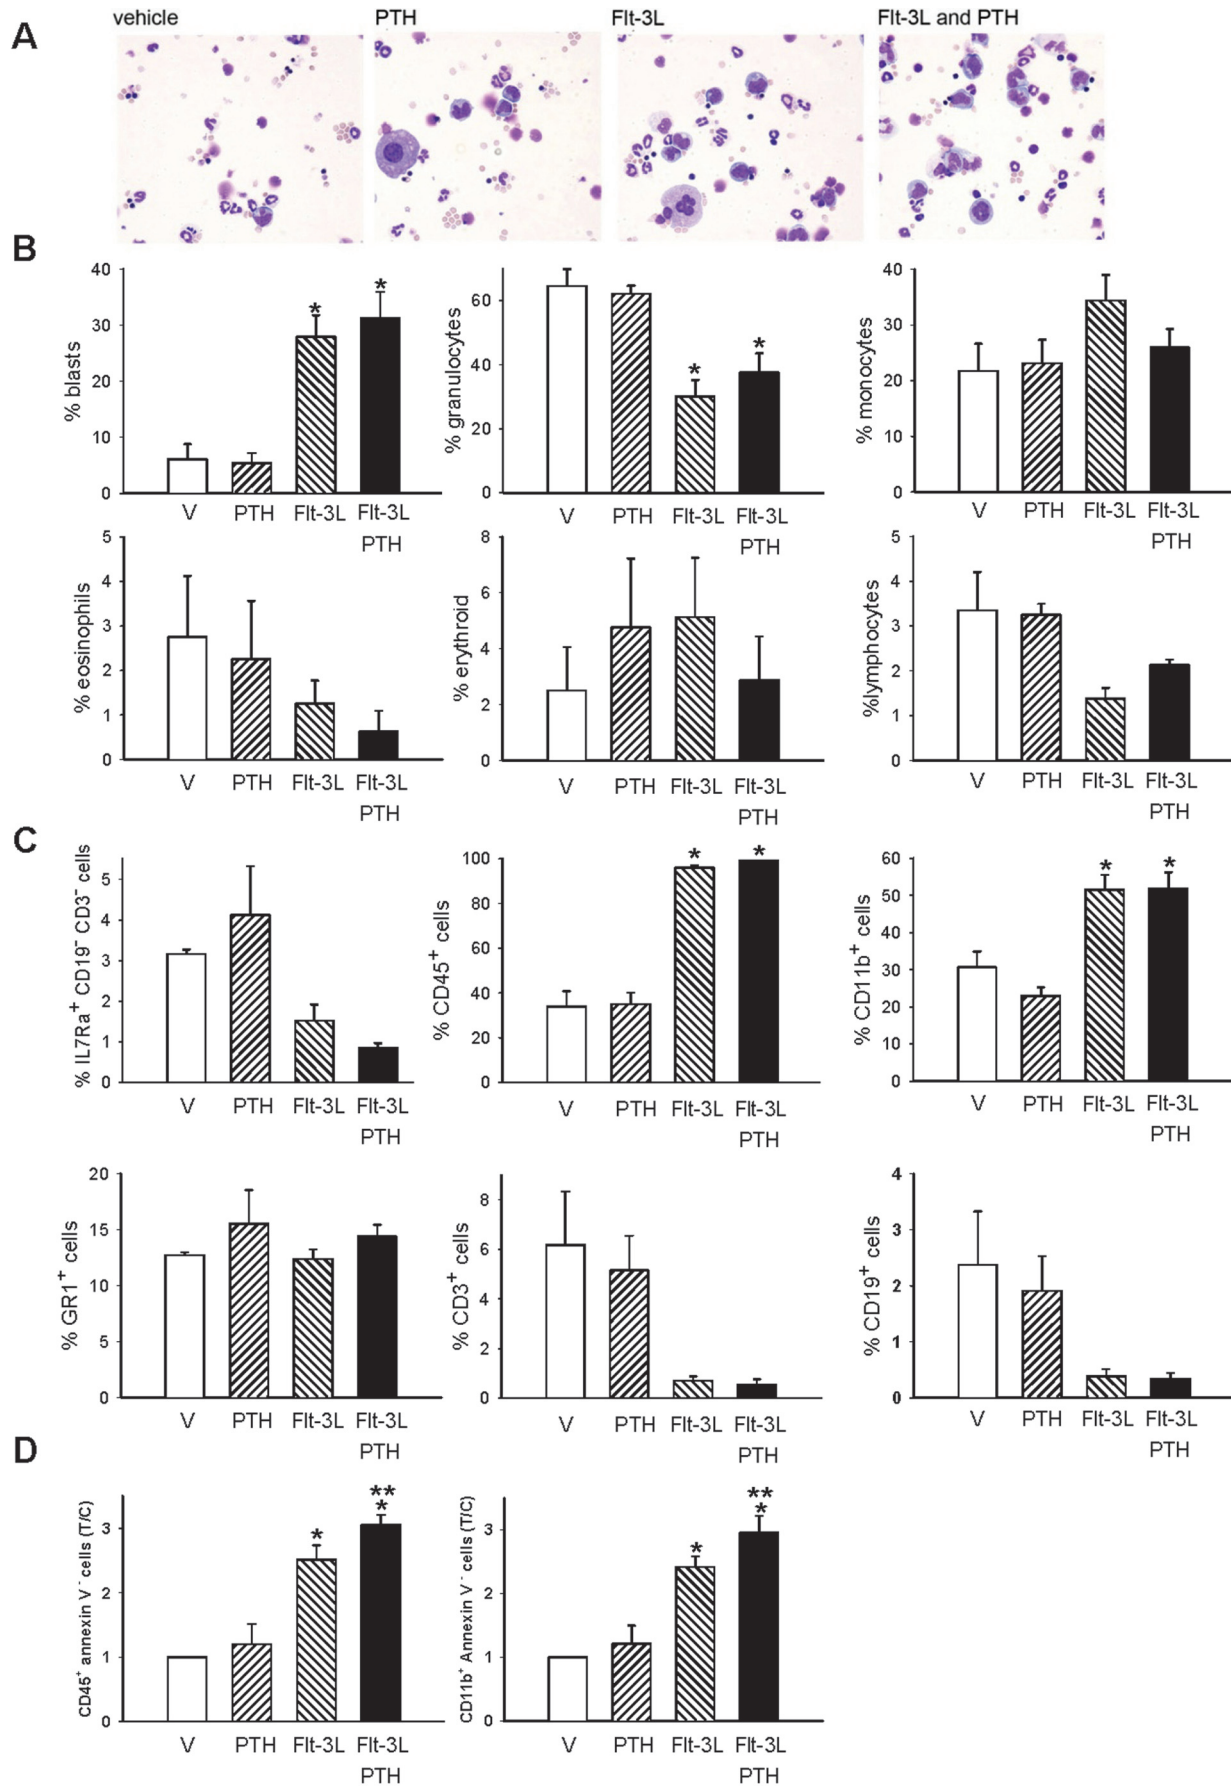 A
vehicle
PTH
Flt-3L
Flt-3L and PTH
B
% blasts
40
30
20
10
0
V
PTH
Flt-3L
Flt-3L
PTH
*
*
% granulocytes
60
40
20
0
V
PTH
Flt-3L
Flt-3L
PTH
*
*
% monocytes
40
30
20
10
0
V
PTH
Flt-3L
Flt-3L
PTH
% eosinophils
5
4
3
2
1
0
V
PTH
Flt-3L
Flt-3L
PTH
% erythroid
8
6
4
2
0
V
PTH
Flt-3L
Flt-3L
PTH
%lymphocytes
5
4
3
2
1
0
V
PTH
Flt-3L
Flt-3L
PTH
C
% IL7Ra⁺ CD19⁻ CD3⁻ cells
5
4
3
2
1
0
V
PTH
Flt-3L
Flt-3L
PTH
% CD45⁺ cells
100
80
60
40
20
0
V
PTH
Flt-3L
Flt-3L
PTH
*
*
% CD11b⁺ cells
60
50
40
30
20
10
0
V
PTH
Flt-3L
Flt-3L
PTH
*
*
% GR1⁺ cells
20
15
10
5
0
V
PTH
Flt-3L
Flt-3L
PTH
% CD3⁺ cells
8
6
4
2
0
V
PTH
Flt-3L
Flt-3L
PTH
% CD19⁺ cells
4
3
2
1
0
V
PTH
Flt-3L
Flt-3L
PTH
D
CD45⁺ annexin V⁻ cells (T/C)
3
2
1
0
V
PTH
Flt-3L
Flt-3L
PTH
*
**
*
CD11b⁺ Annexin V⁻ cells (T/C)
3
2
1
0
V
PTH
Flt-3L
Flt-3L
PTH
*
**
*